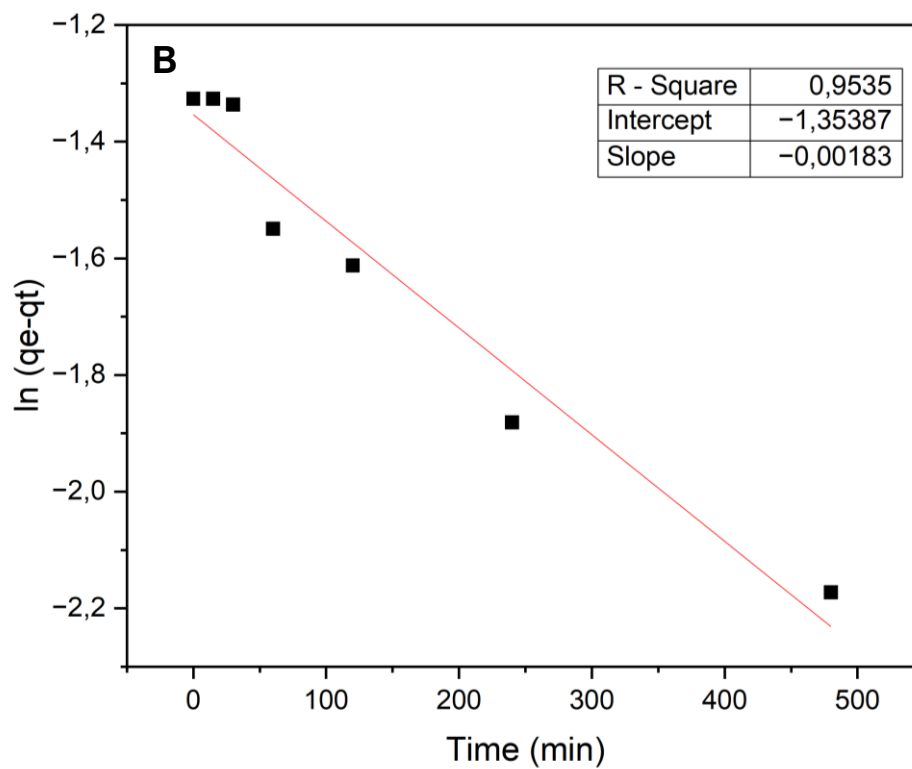 B
R - Square 0,9535
Intercept −1,35387
Slope −0,00183
ln (qe-qt)
−1,2
−1,4
−1,6
−1,8
−2,0
−2,2
0 100 200 300 400 500
Time (min)